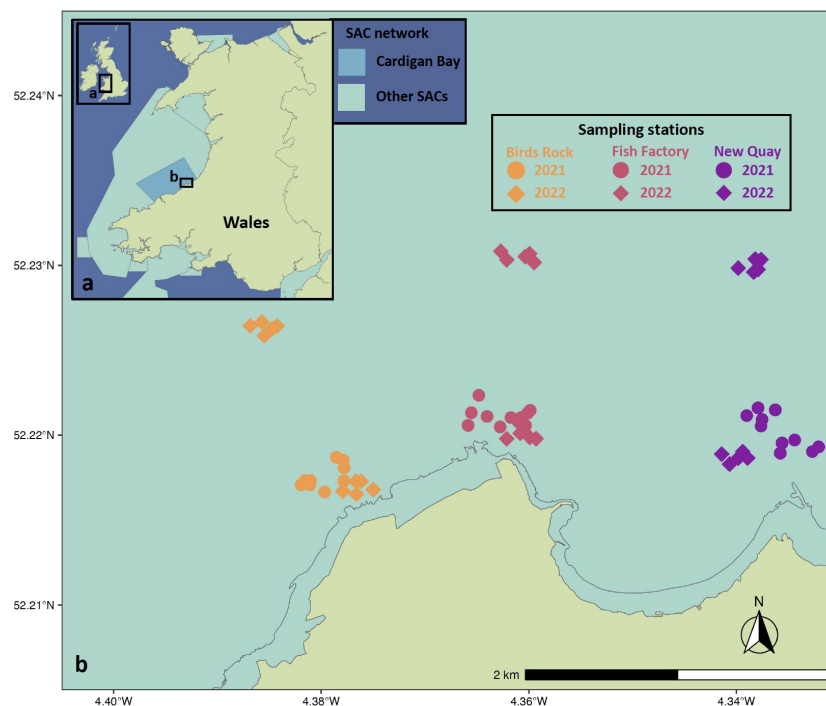 SAC network
Cardigan Bay
Other SACs
a
b
Wales
a
Sampling stations
Birds Rock Fish Factory New Quay
2021 2021 2021
2022 2022 2022
52.24°N
52.23°N
52.22°N
52.21°N
N
b
2 km
4.40°W 4.38°W 4.36°W 4.34°W